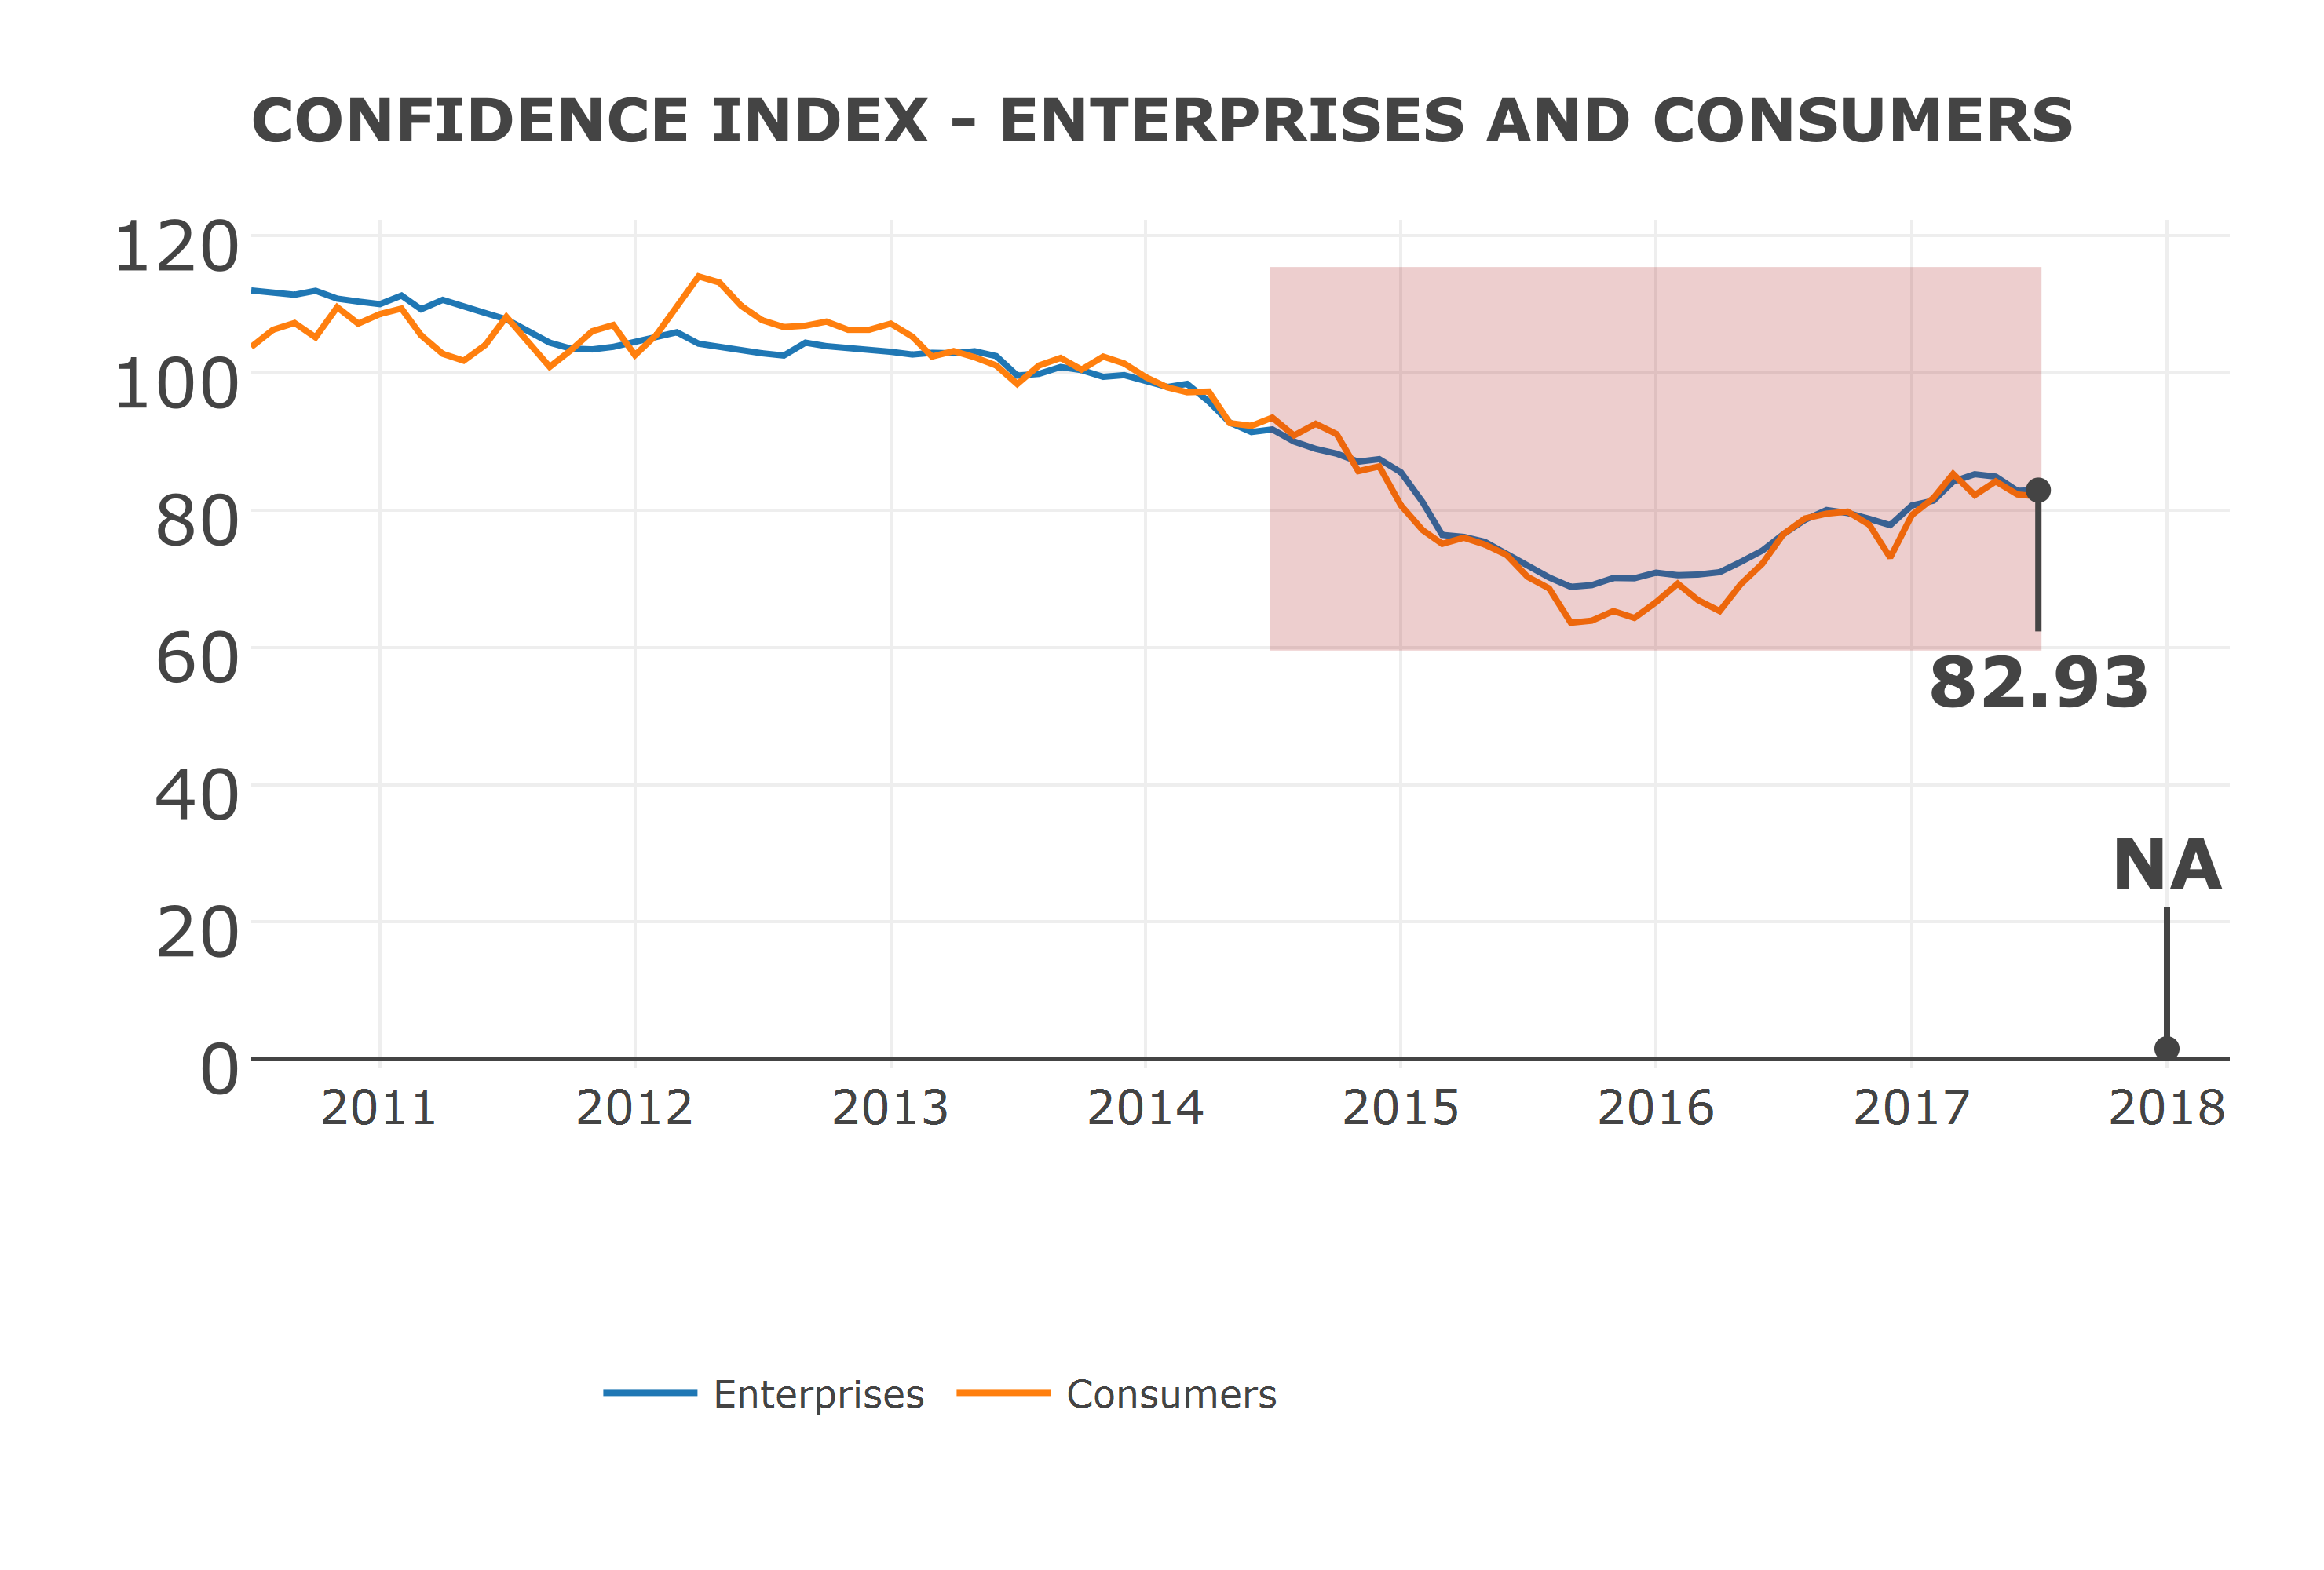 CONFIDENCE INDEX - ENTERPRISES AND CONSUMERS
120
100
80
60
82.93
40
NA
20
0
2011 2012 2013 2014 2015 2016 2017 2018
Enterprises Consumers